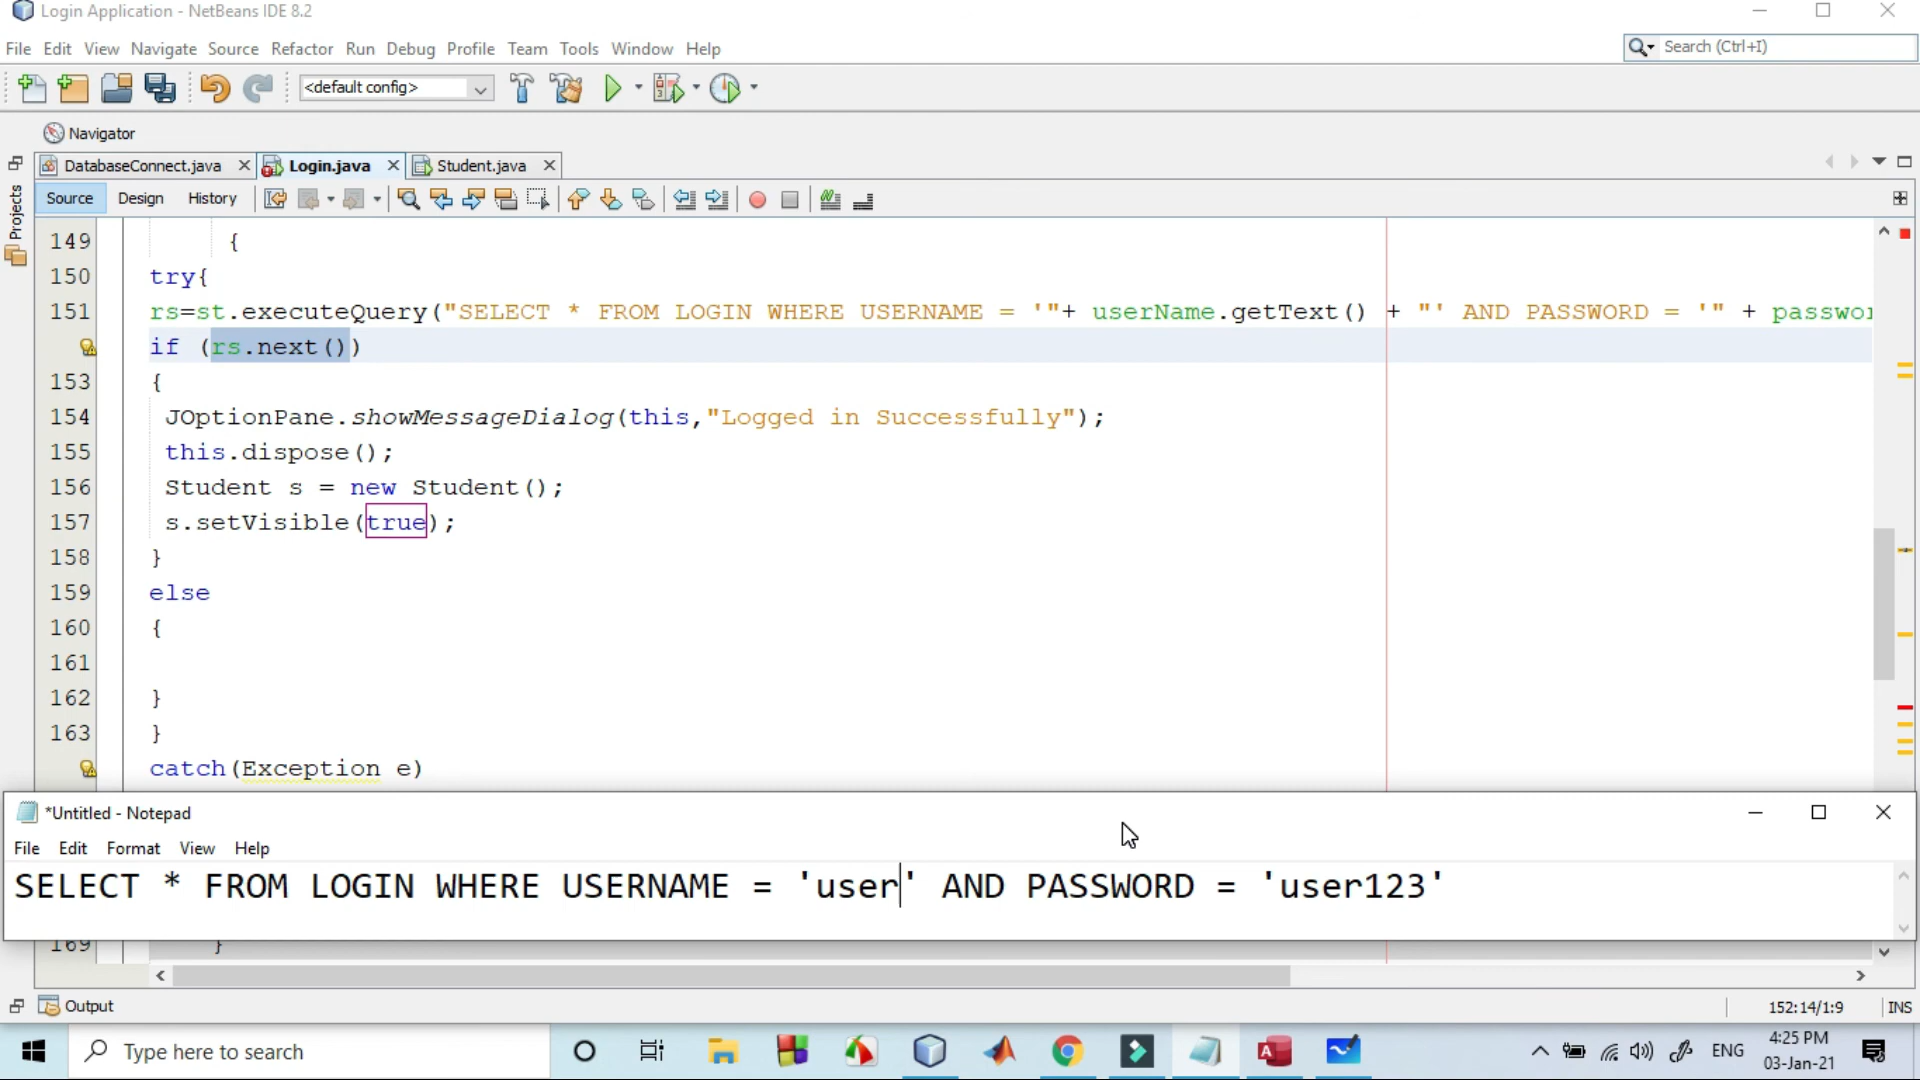 Login Application - NetBeans IDE 8.2
File Edit View Navigate Source Refactor Run Debug Profile Team Tools Window Help
Search (Ctrl+I)
<default config>
Navigator
DatabaseConnect.java Login.java Student.java
Projects
Source Design History
149 {
150 try{
151 rs=st.executeQuery("SELECT * FROM LOGIN WHERE USERNAME = '"+ userName.getText() + "' AND PASSWORD = '" + passwor
if (rs.next())
153 {
154 JOptionPane.showMessageDialog(this,"Logged in Successfully");
155 this.dispose();
156 Student s = new Student();
157 s.setVisible(true);
158 }
159 else
160 {
161
162 }
163 }
catch(Exception e)
*Untitled - Notepad
File Edit Format View Help
SELECT * FROM LOGIN WHERE USERNAME = 'user' AND PASSWORD = 'user123'
169 }
Output
152:14/1:9 INS
Type here to search
ENG
4:25 PM
03-Jan-21